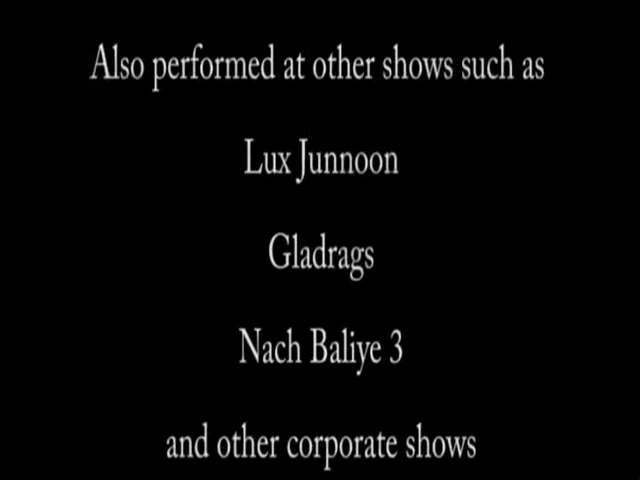 Also performed at other shows such as
Lux Junnoon
Gladrags
Nach Baliye 3
and other corporate shows